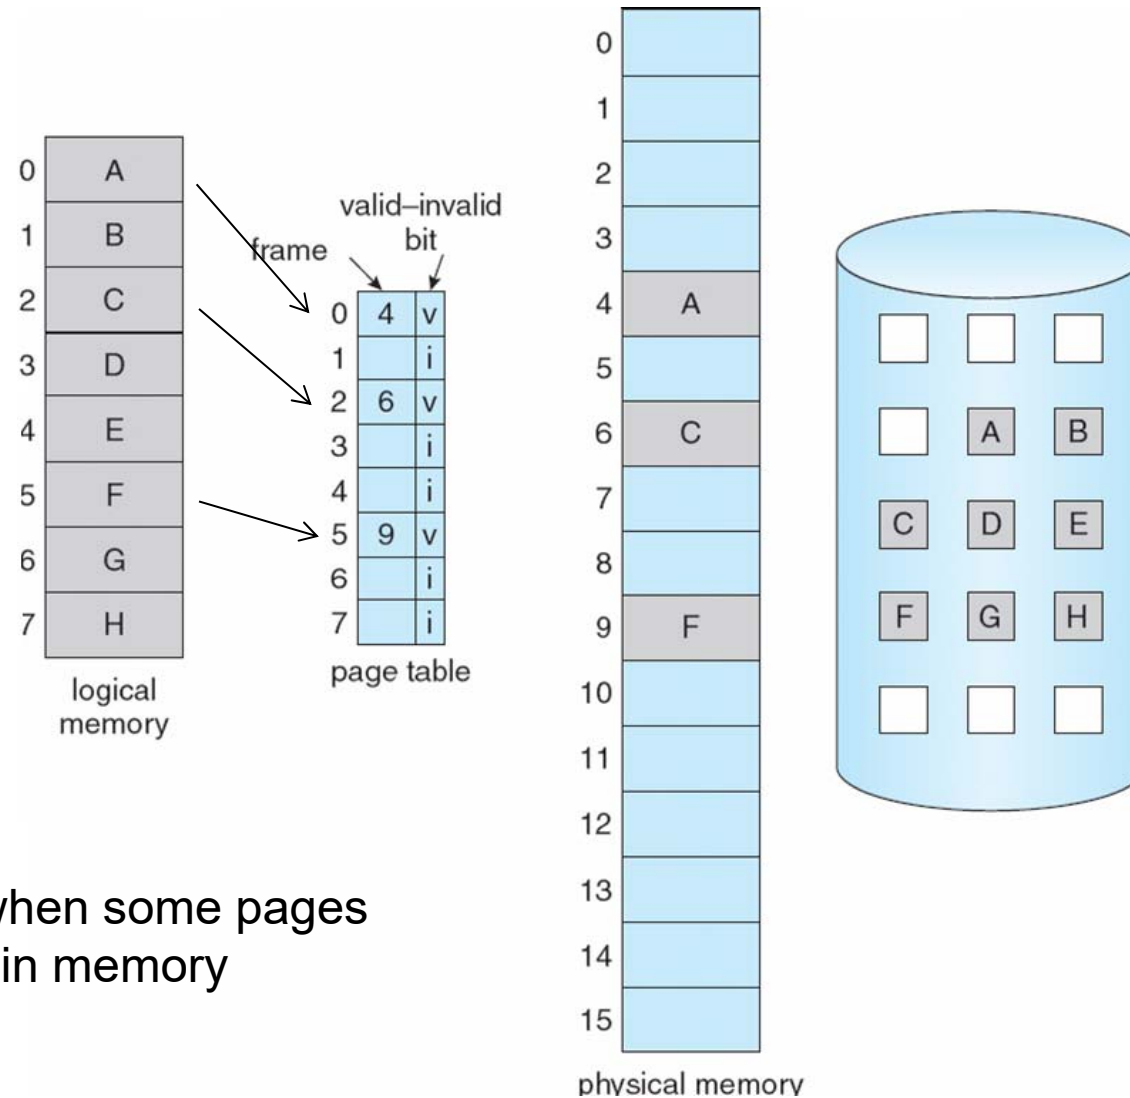 0 A
1 B
2 C
3 D
4 E
5 F
6 G
7 H
logical
memory
valid–invalid
bit
frame
0 4 v
1 i
2 6 v
3 i
4 i
5 9 v
6 i
7 i
page table
0
1
2
3
4 A
5
6 C
7
8
9 F
10
11
12
13
14
15
physical memory
A B
C D E
F G H
when some pages
in memory